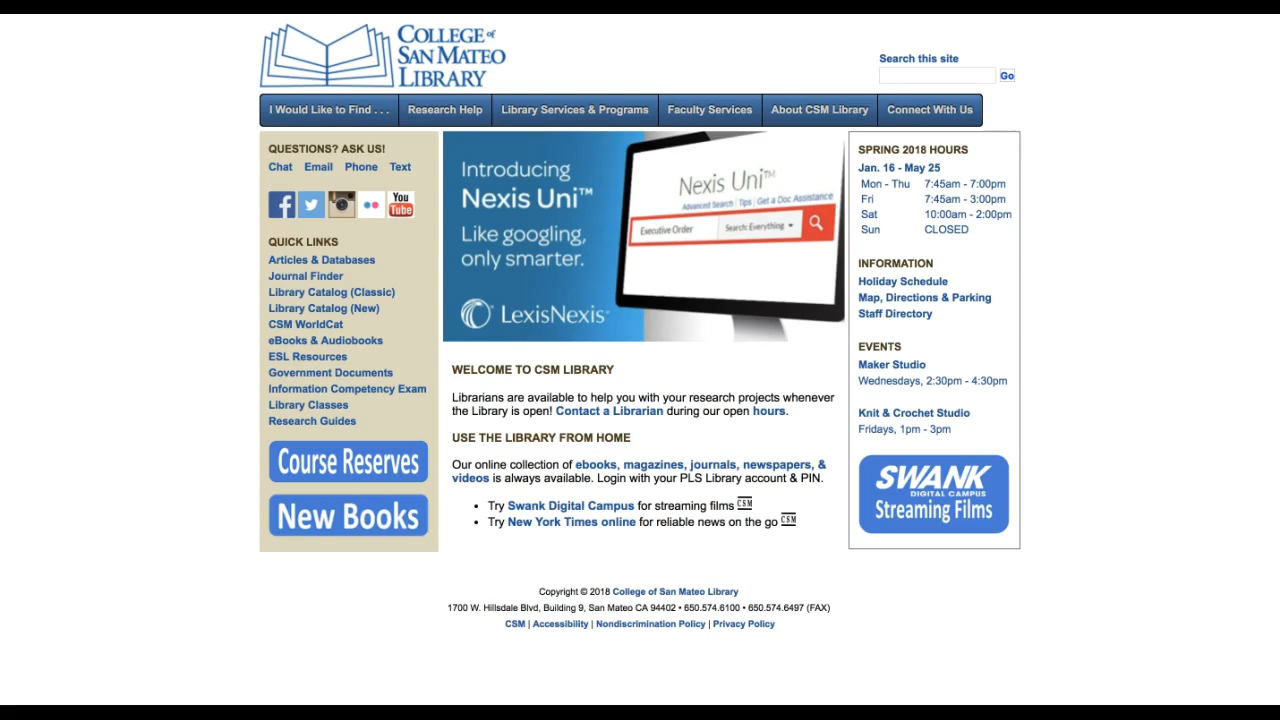 COLLEGE of
SAN MATEO
LIBRARY
Search this site
Go
I Would Like to Find . . .
Research Help
Library Services & Programs
Faculty Services
About CSM Library
Connect With Us
QUESTIONS? ASK US!
Chat Email Phone Text
You
Tube
QUICK LINKS
Articles & Databases
Journal Finder
Library Catalog (Classic)
Library Catalog (New)
CSM WorldCat
eBooks & Audiobooks
ESL Resources
Government Documents
Information Competency Exam
Library Classes
Research Guides
Course Reserves
New Books
Introducing
Nexis Uni™
Like googling,
only smarter.
LexisNexis®
Nexis Uni™
Advanced Search | Tips | Get a Doc Assistance
Executive Order
Search: Everything
WELCOME TO CSM LIBRARY
Librarians are available to help you with your research projects whenever
the Library is open! Contact a Librarian during our open hours.
USE THE LIBRARY FROM HOME
Our online collection of ebooks, magazines, journals, newspapers, &
videos is always available. Login with your PLS Library account & PIN.
• Try Swank Digital Campus for streaming films CSM
• Try New York Times online for reliable news on the go CSM
SPRING 2018 HOURS
Jan. 16 - May 25
Mon - Thu 7:45am - 7:00pm
Fri 7:45am - 3:00pm
Sat 10:00am - 2:00pm
Sun CLOSED
INFORMATION
Holiday Schedule
Map, Directions & Parking
Staff Directory
EVENTS
Maker Studio
Wednesdays, 2:30pm - 4:30pm
Knit & Crochet Studio
Fridays, 1pm - 3pm
SWANK
DIGITAL CAMPUS
Streaming Films
Copyright © 2018 College of San Mateo Library
1700 W. Hillsdale Blvd, Building 9, San Mateo CA 94402 • 650.574.6100 • 650.574.6497 (FAX)
CSM | Accessibility | Nondiscrimination Policy | Privacy Policy